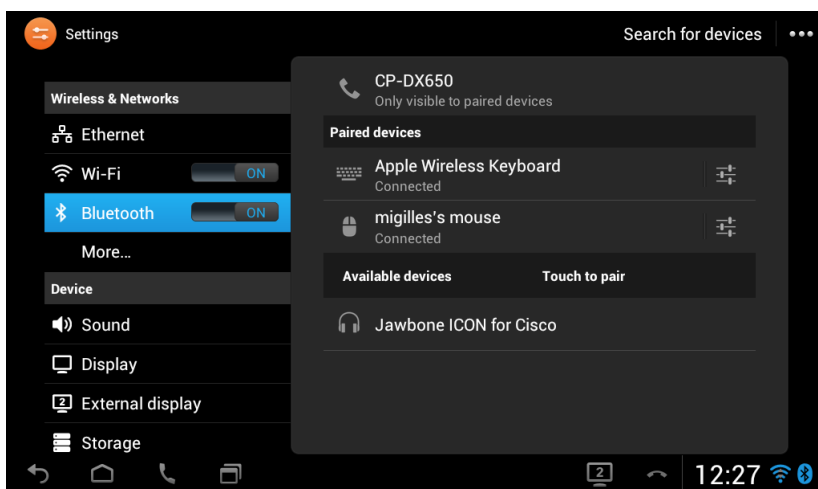 Settings
Search for devices
Wireless & Networks
Ethernet
Wi-Fi ON
Bluetooth ON
More...
Device
Sound
Display
2 External display
Storage
CP-DX650
Only visible to paired devices
Paired devices
Apple Wireless Keyboard
Connected
migilles's mouse
Connected
Available devices Touch to pair
Jawbone ICON for Cisco
2 12:27